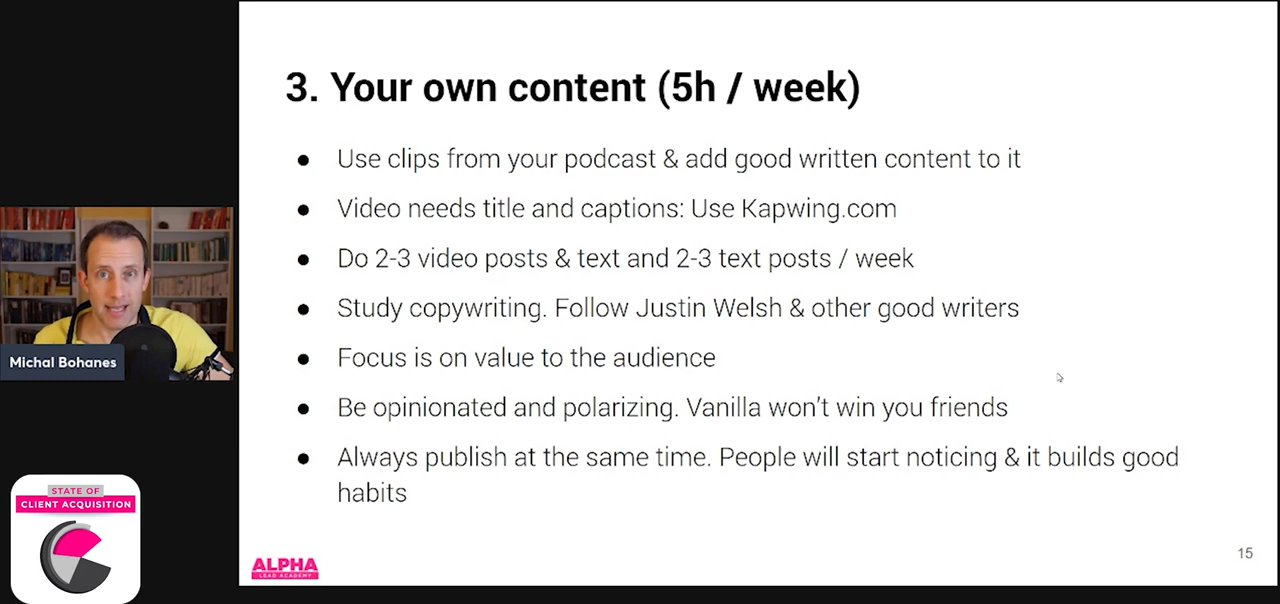 3. Your own content (5h / week)
● Use clips from your podcast & add good written content to it
● Video needs title and captions: Use Kapwing.com
● Do 2-3 video posts & text and 2-3 text posts / week
● Study copywriting. Follow Justin Welsh & other good writers
● Focus is on value to the audience
● Be opinionated and polarizing. Vanilla won't win you friends
● Always publish at the same time. People will start noticing & it builds good
habits
Michal Bohanes
STATE OF
CLIENT ACQUISITION
ALPHA
LEAD ACADEMY
15